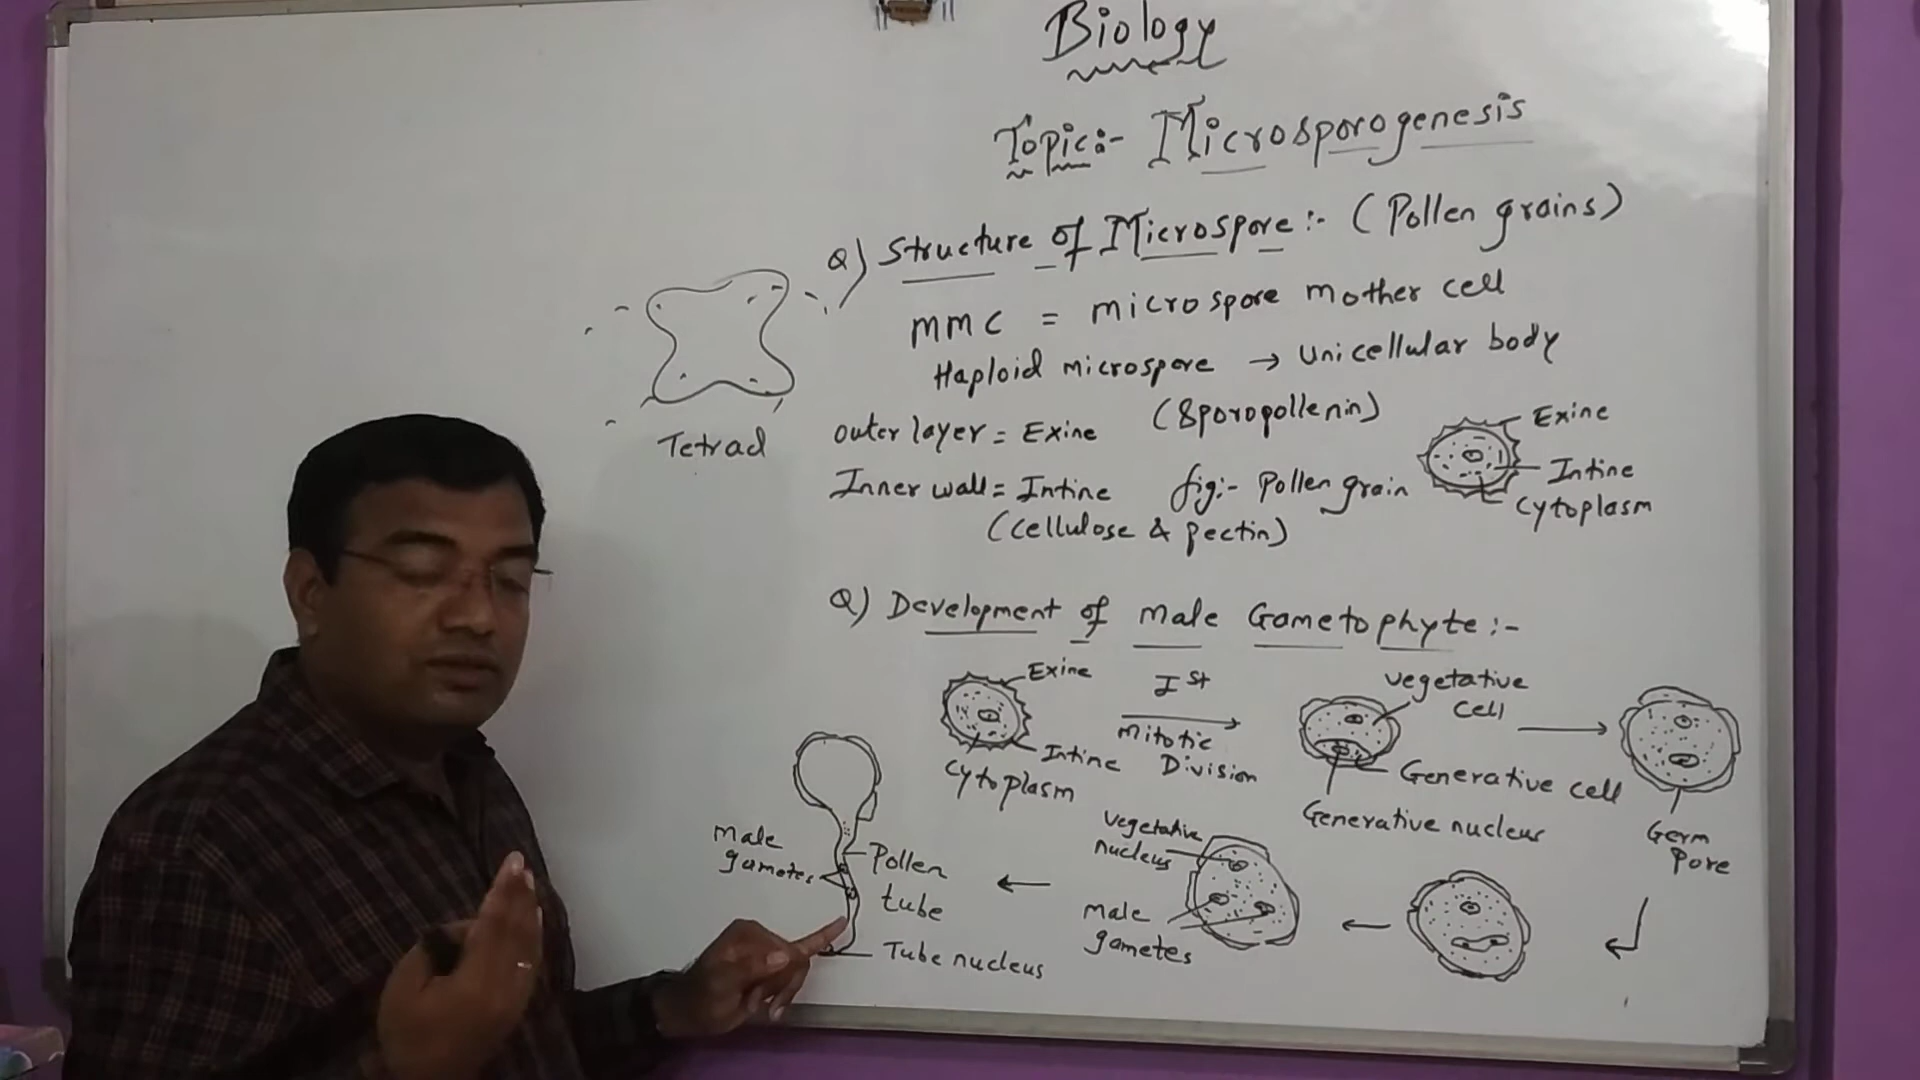 Biology
Topic:- Microsporogenesis
Q) Structure of Microspore:- (Pollen grains)
MMC = microspore mother cell
Haploid microspore → Unicellular body
Tetrad
outer layer = Exine (Sporopollenin)
Inner wall = Intine
(cellulose & pectin)
fig:- Pollen grain
Exine
Intine
cytoplasm
Q) Development of male Gametophyte:-
Exine
Intine
cytoplasm
Ist
Mitotic
Division
vegetative
cell
Generative cell
Generative nucleus
Germ
Pore
vegetative
nucleus
male
gametes
male
gametes
Pollen
tube
Tube nucleus